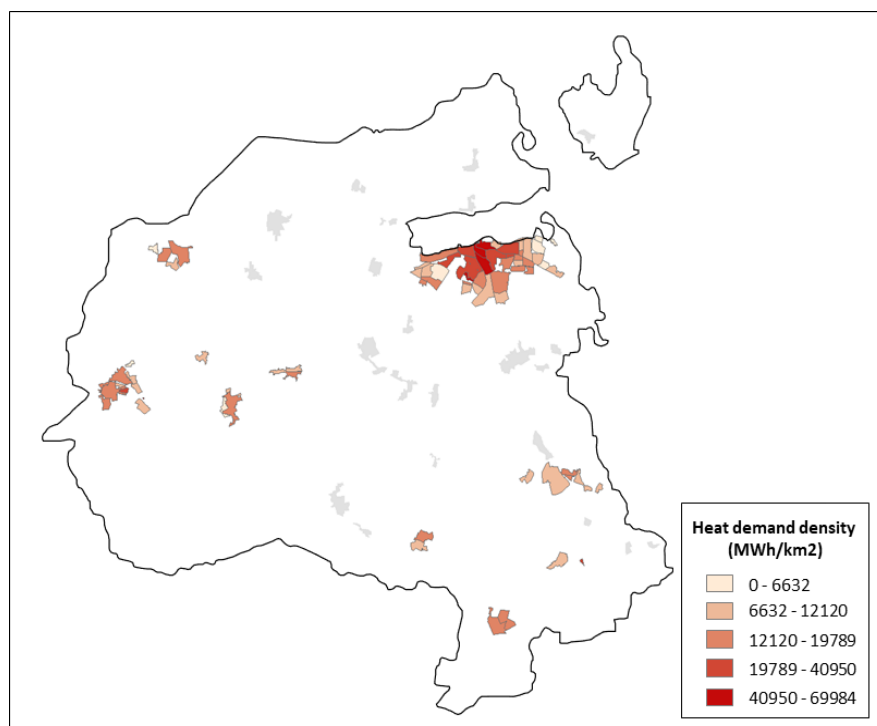 Heat demand density
(MWh/km2)
0 - 6632
6632 - 12120
12120 - 19789
19789 - 40950
40950 - 69984